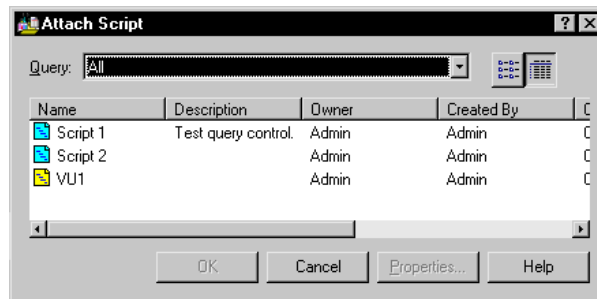 Attach Script
Query: All
Name Description Owner Created By C
Script 1 Test query control. Admin Admin
Script 2 Admin Admin
VU1 Admin Admin
OK Cancel Properties... Help